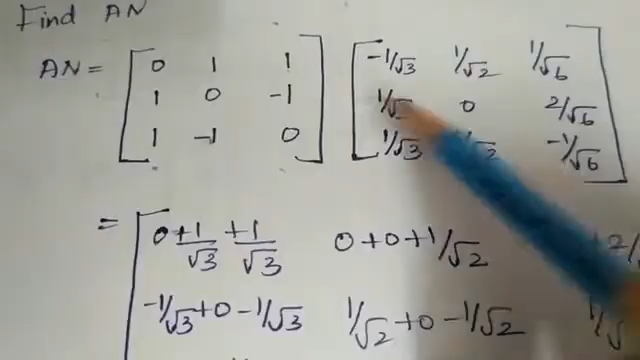 Find AN
AN = [ 0 1 1 [ -1/√3 1/√2 1/√6
1 0 -1 0 2/√6
1 -1 0 ] 1/√3 -1/√6 ]
= [ 0+1/√3 +1/√3 0+0+1/√2
-1/√3+0-1/√3 1/√2+0-1/√2